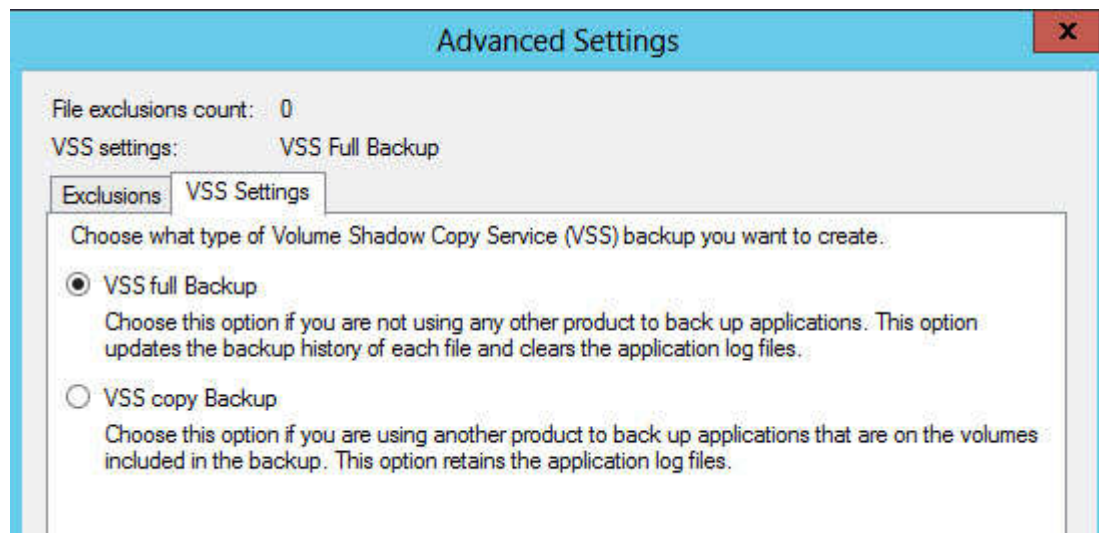 Advanced Settings
x
File exclusions count: 0
VSS settings: VSS Full Backup
Exclusions VSS Settings
Choose what type of Volume Shadow Copy Service (VSS) backup you want to create.
VSS full Backup
Choose this option if you are not using any other product to back up applications. This option
updates the backup history of each file and clears the application log files.
VSS copy Backup
Choose this option if you are using another product to back up applications that are on the volumes
included in the backup. This option retains the application log files.